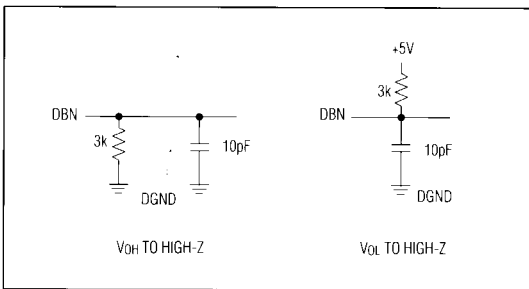 DBN
3k
10pF
DGND
VOH TO HIGH-Z
+5V
3k
DBN
10pF
DGND
VOL TO HIGH-Z